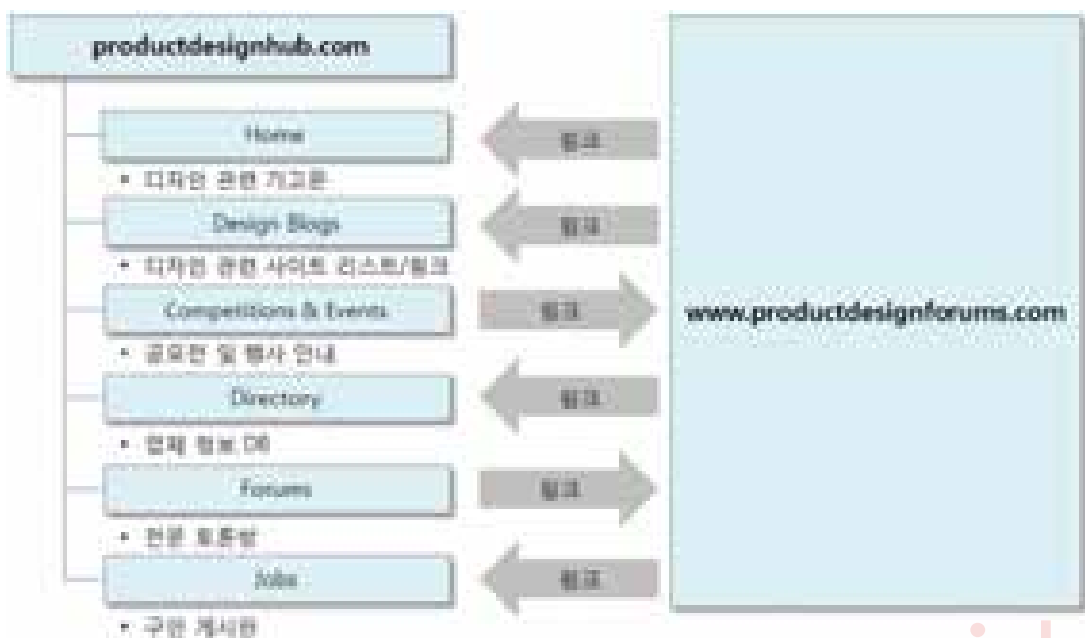 productdesignhub.com
Home
링크
• 디자인 관련 기고문
Design Blogs
링크
• 디자인 관련 사이트 리스트/링크
Competitions & Events
링크
www.productdesignforums.com
• 공모전 및 행사 안내
Directory
링크
• 업체 정보 DB
Forums
링크
• 전문 토론방
Jobs
링크
• 구인 게시판